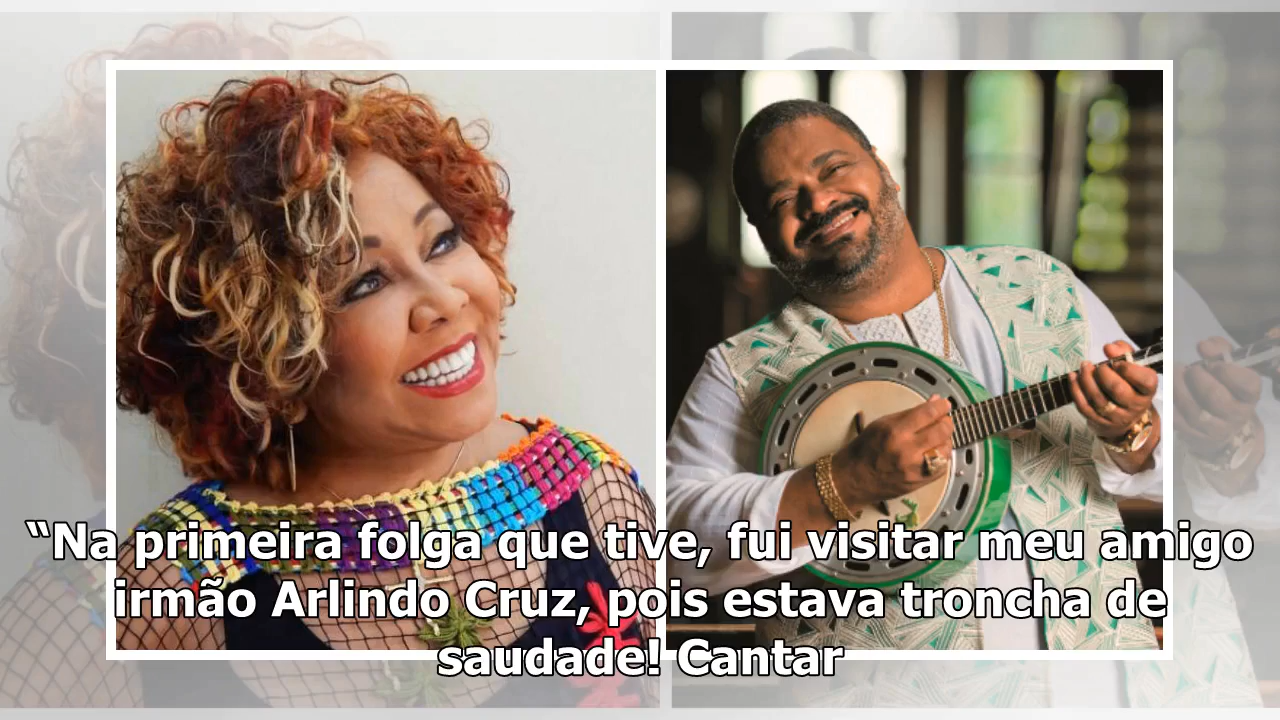 “Na primeira folga que tive, fui visitar meu amigo
irmão Arlindo Cruz, pois estava troncha de
saudade! Cantar